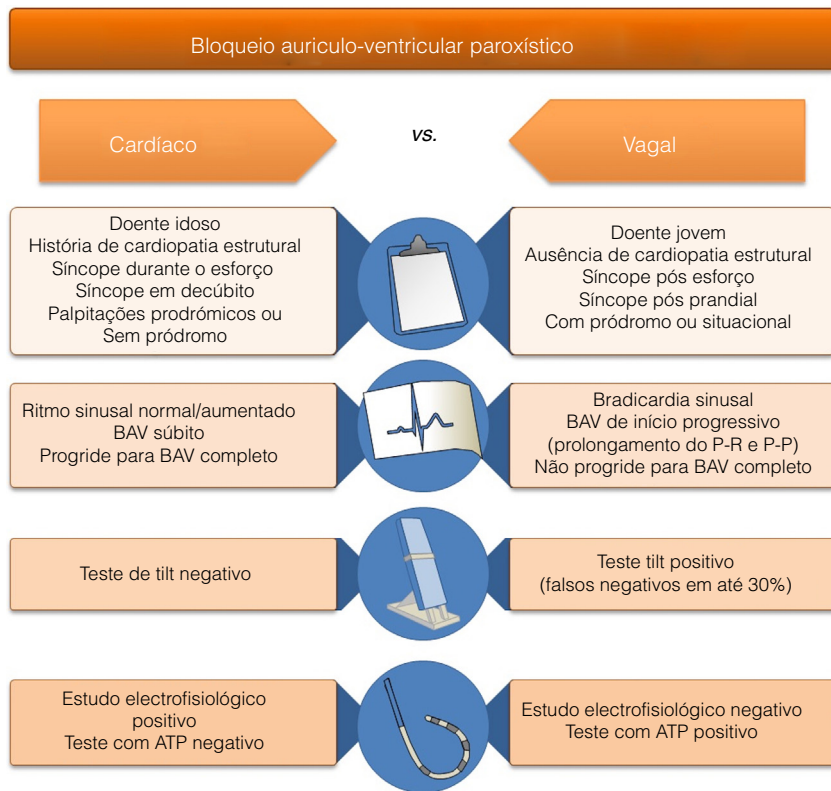 Bloqueio auriculo-ventricular paroxístico
Cardíaco
vs.
Vagal
Doente idoso
História de cardiopatia estrutural
Síncope durante o esforço
Síncope em decúbito
Palpitações prodrómicos ou
Sem pródromo
Doente jovem
Ausência de cardiopatia estrutural
Síncope pós esforço
Síncope pós prandial
Com pródromo ou situacional
Ritmo sinusal normal/aumentado
BAV súbito
Progride para BAV completo
Bradicardia sinusal
BAV de início progressivo
(prolongamento do P-R e P-P)
Não progride para BAV completo
Teste de tilt negativo
Teste tilt positivo
(falsos negativos em até 30%)
Estudo electrofisiológico
positivo
Teste com ATP negativo
Estudo electrofisiológico negativo
Teste com ATP positivo